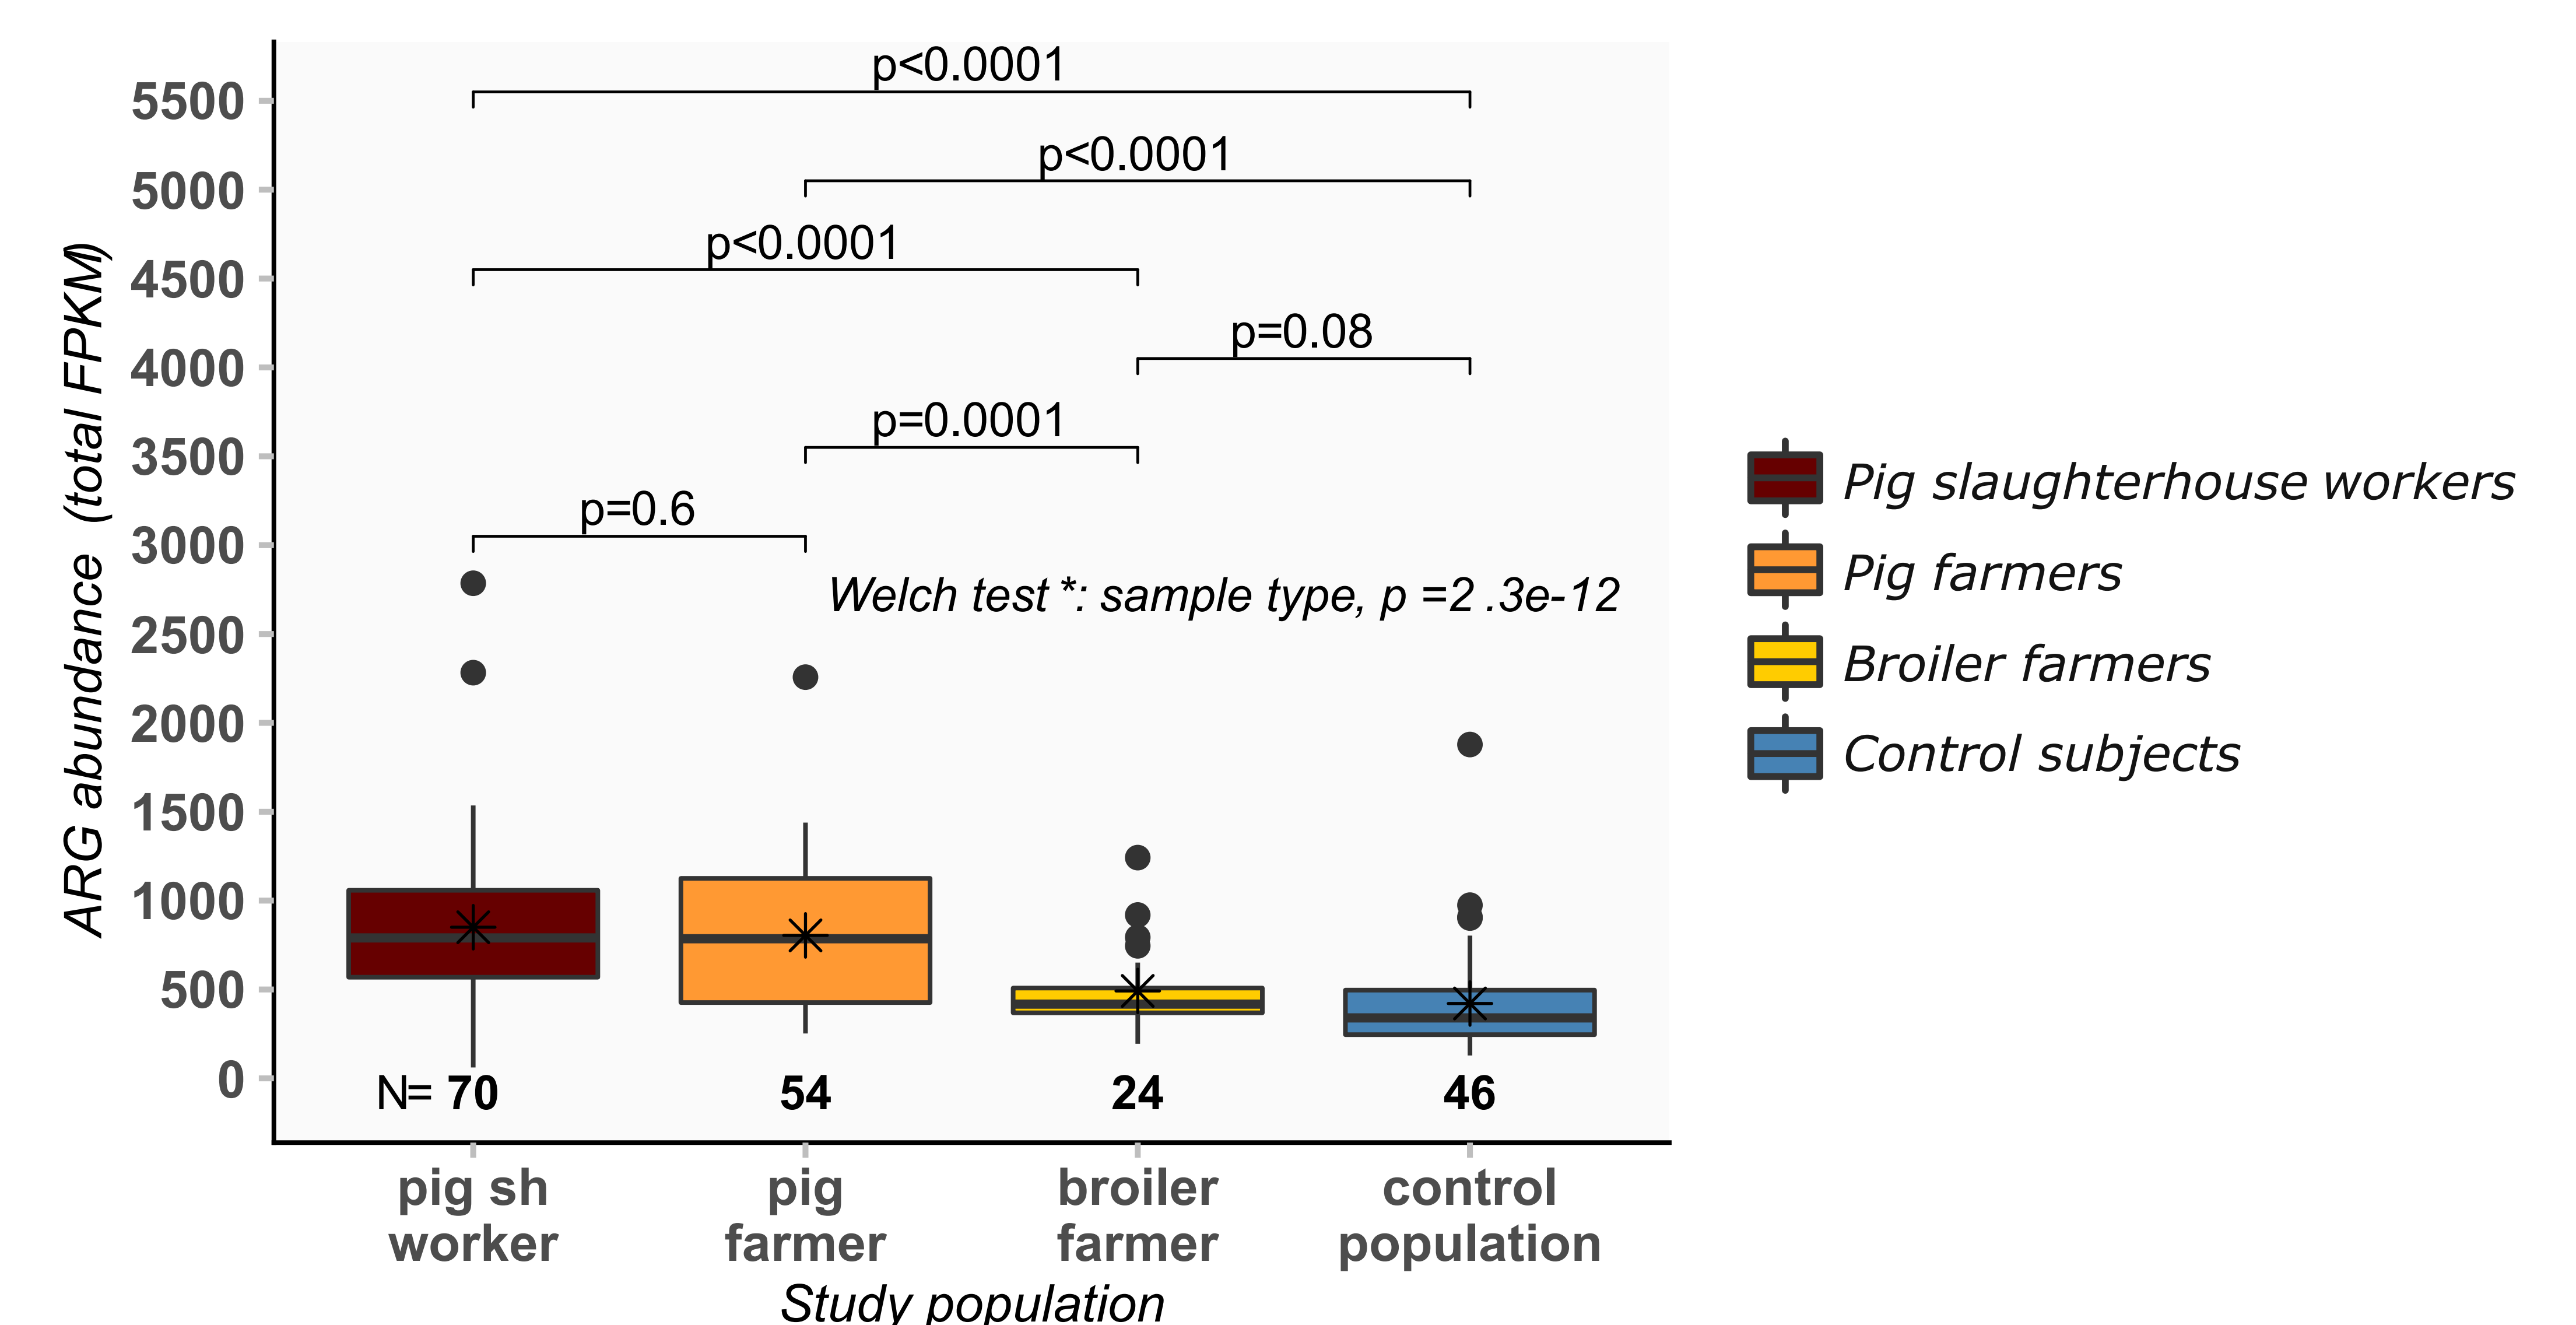 p<0.0001
p<0.0001
p<0.0001
p=0.08
p=0.0001
p=0.6
Welch test *: sample type, p =2 .3e-12
ARG abundance (total FPKM)
5500
5000
4500
4000
3500
3000
2500
2000
1500
1000
500
0
N= 70 54 24 46
pig sh worker
pig farmer
broiler farmer
control population
Study population
Pig slaughterhouse workers
Pig farmers
Broiler farmers
Control subjects